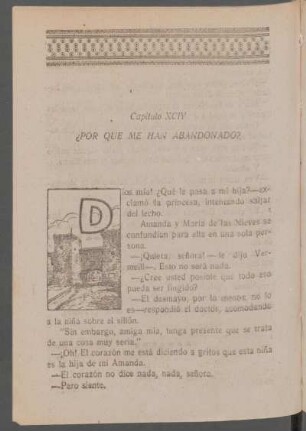 Capítulo XCIV
¿POR QUE ME HAN ABANDONADO?
Dios mía! ¿Qué le pasa a mi hija?—ex-
clamó la princesa, intentando saltar
del lecho.
Amanda y María de las Nieves se
confundían para ella en una sola per-
sona.
—¡Quieta, señora!—le dijo Ver-
—. Esto no será nada.
—¿Cree usted posible que todo eso
pueda ser fingido?
—El desmayo, por lo menos, no lo
es—respondió el doctor, acomodando
a la niña sobre el sillón.
"Sin embargo, amiga mía, tenga presente que se trata
de una cosa muy seria."
—¡Oh! El corazón me está diciendo a gritos que esta niña
es la hija de mi Amanda.
—El corazón no dice nada, nada, señora.
—Pero siente.